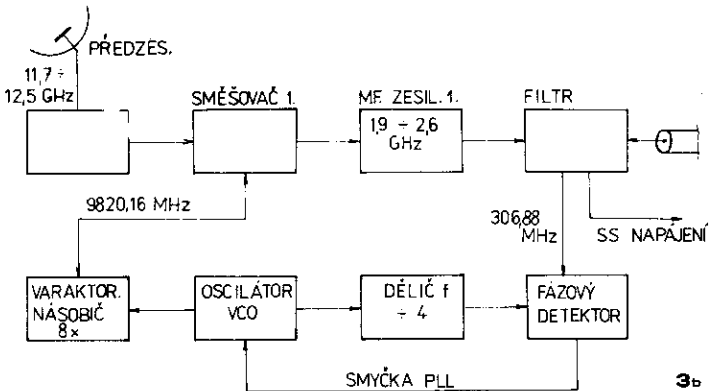 PŘEDZES.
11,7 ÷
12,5 GHz
SMĚŠOVAČ 1.
MF. ZESIL. 1.
FILTR
1,9 ÷ 2,6
GHz
9820,16 MHz
306,88
MHz
SS NAPÁJENÍ
VARAKTOR.
NÁSOBIČ
8x
OSCILÁTOR
VCO
DĚLIČ f
÷ 4
FÁZOVÝ
DETEKTOR
SMYČKA PLL
3b